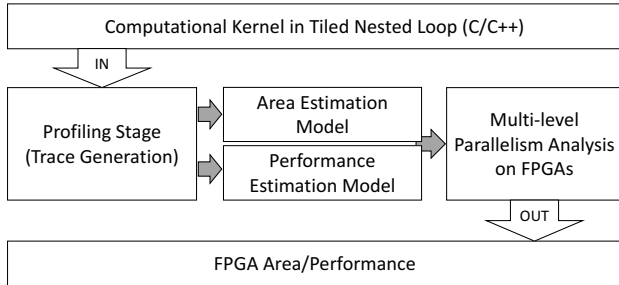 Computational Kernel in Tiled Nested Loop (C/C++)
IN
Profiling Stage
(Trace Generation)
Area Estimation
Model
Performance
Estimation Model
Multi-level
Parallelism Analysis
on FPGAs
OUT
FPGA Area/Performance